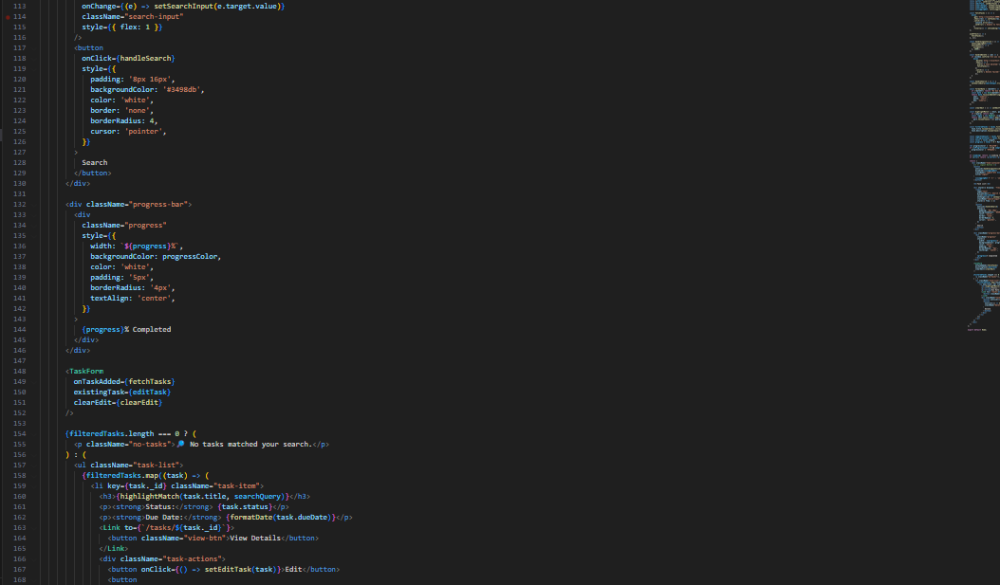 113 onChange={(e) => setSearchInput(e.target.value)}
114 className="search-input"
115 style={{ flex: 1 }}
116 />
117 <button
118 onClick={handleSearch}
119 style={{
120 padding: '8px 16px',
121 backgroundColor: '#3498db',
122 color: 'white',
123 border: 'none',
124 borderRadius: 4,
125 cursor: 'pointer',
126 }}
127 >
128 Search
129 </button>
130 </div>
131
132 <div className="progress-bar">
133 <div
134 className="progress"
135 style={{
136 width: `${progress}%`,
137 backgroundColor: progressColor,
138 color: 'white',
139 padding: '5px',
140 borderRadius: '4px',
141 textAlign: 'center',
142 }}
143 >
144 {progress}% Completed
145 </div>
146 </div>
147
148 <TaskForm
149 onTaskAdded={fetchTasks}
150 existingTask={editTask}
151 clearEdit={clearEdit}
152 />
153
154 {filteredTasks.length === 0 ? (
155 <p className="no-tasks">🔎 No tasks matched your search.</p>
156 ) : (
157 <ul className="task-list">
158 {filteredTasks.map((task) => (
159 <li key={task._id} className="task-item">
160 <h3>{highlightMatch(task.title, searchQuery)}</h3>
161 <p><strong>Status:</strong> {task.status}</p>
162 <p><strong>Due Date:</strong> {formatDate(task.dueDate)}</p>
163 <Link to={`/tasks/${task._id}`}>
164 <button className="view-btn">View Details</button>
165 </Link>
166 <div className="task-actions">
167 <button onClick={() => setEditTask(task)}>Edit</button>
168 <button